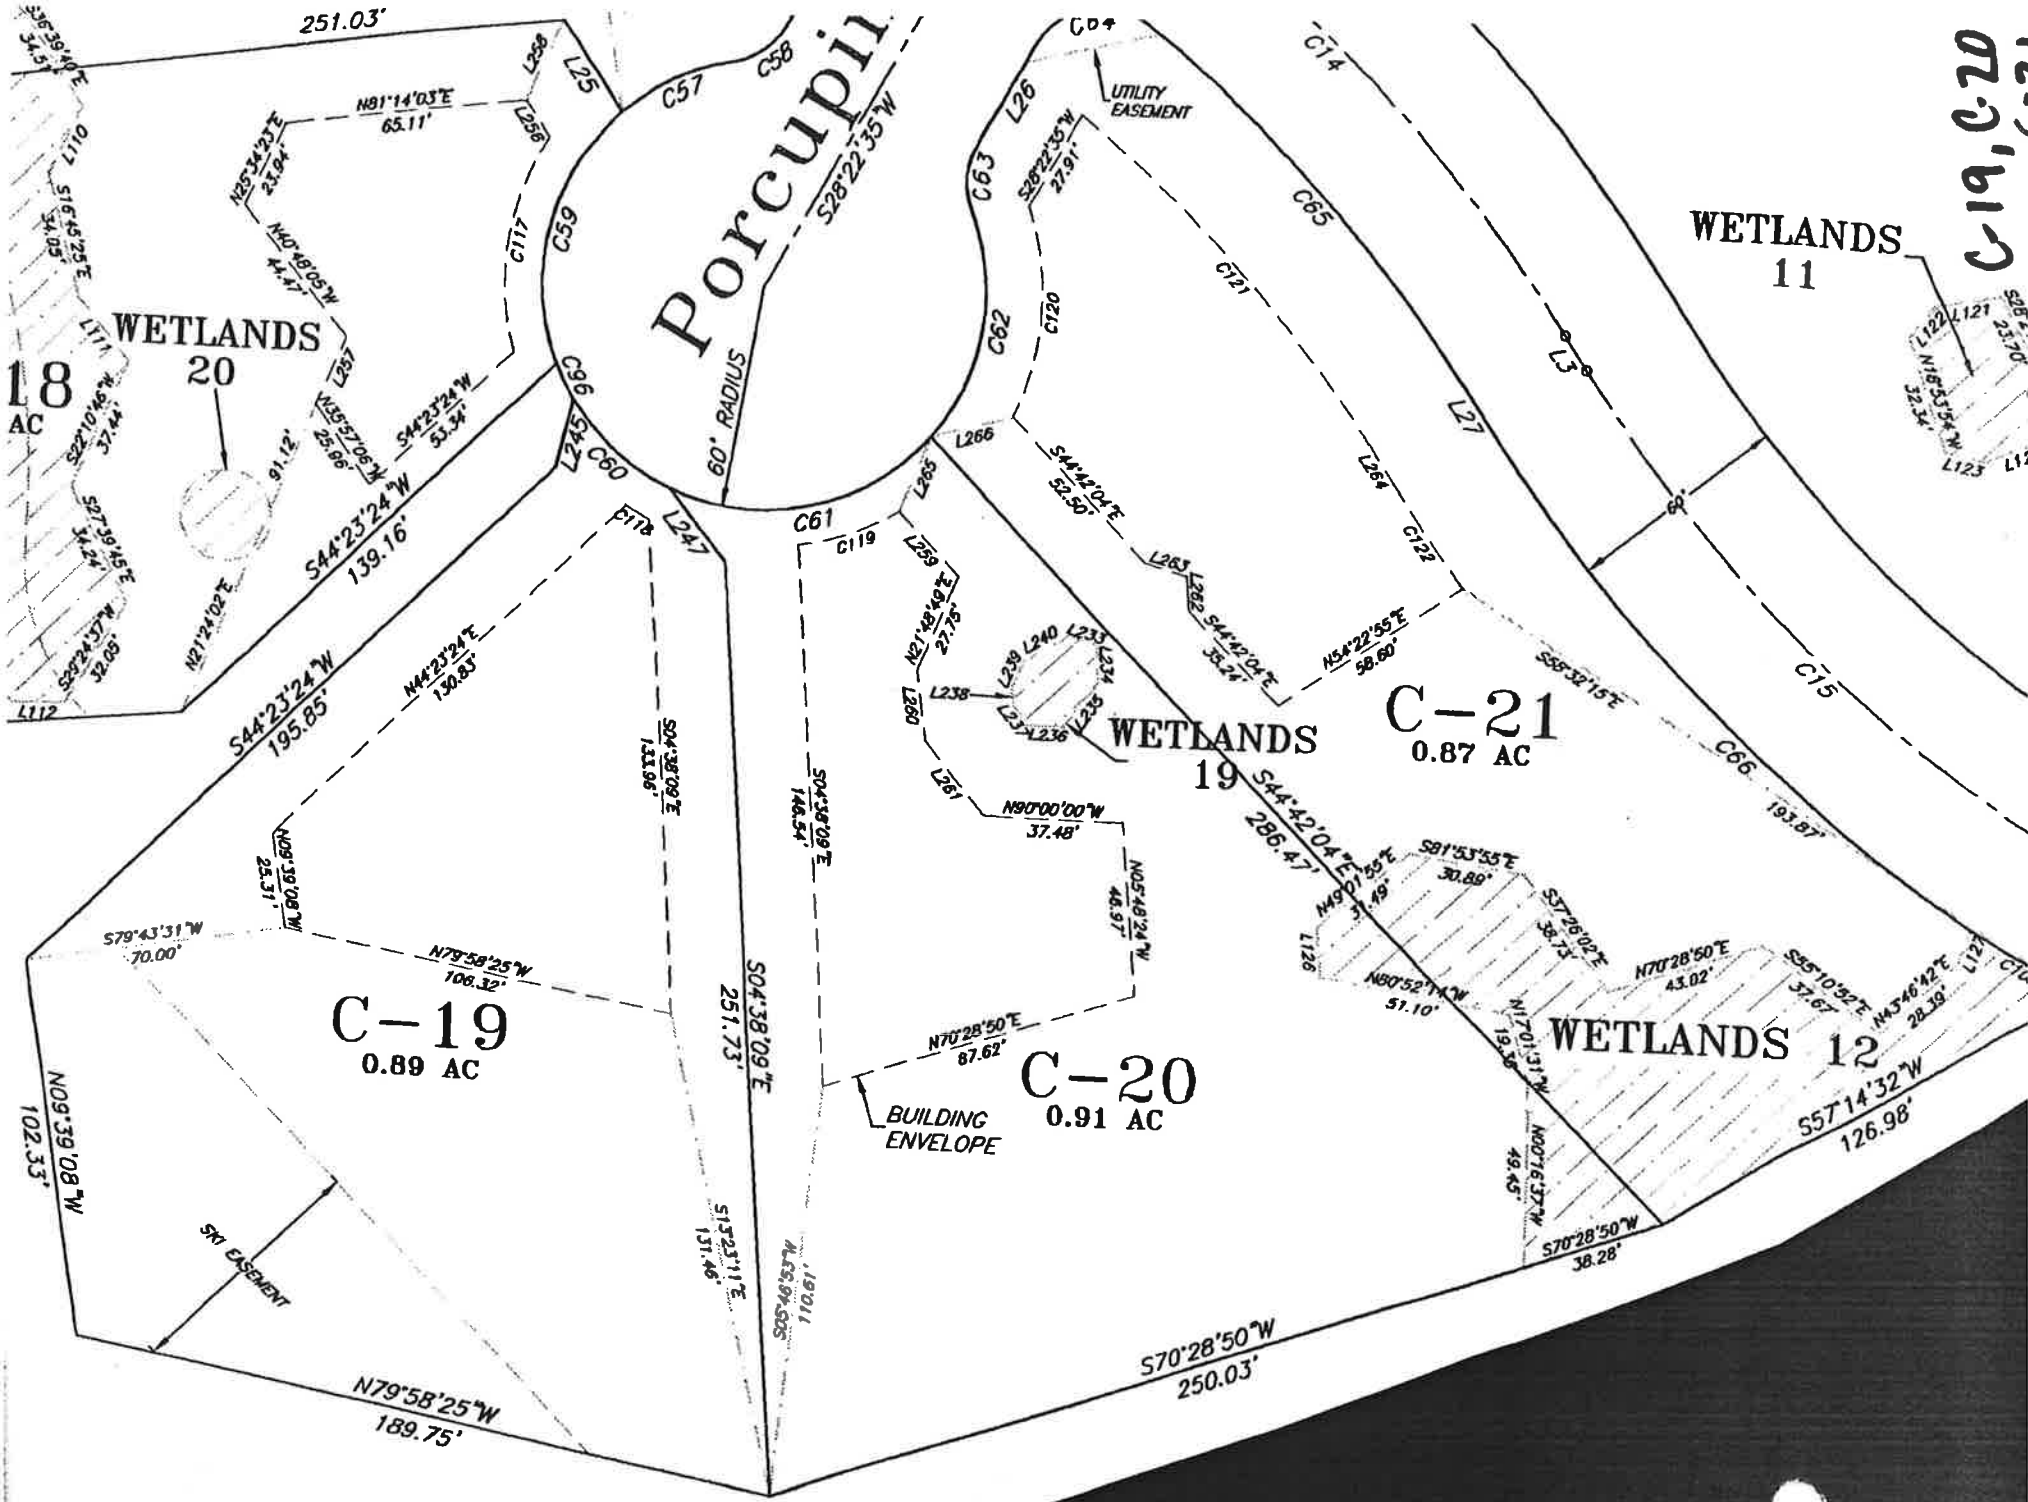 S36°39'40"E
34.51'
251.03'
L258
L25
C57
C58
Porcupin
S28°22'35"W
C64
UTILITY
EASEMENT
C14
C-19, C-20
N81°14'03"E
65.11'
L256
L110
N25°34'23"E
23.94'
S16°45'25"E
34.05'
N40°48'05"W
44.47'
C117
C59
L26
C63
S28°22'35"W
27.91'
C65
C121
WETLANDS
11
L122
L121
23.70'
N18°53'54"W
32.34'
L123
L111
WETLANDS
20
L257
18
AC
S22°10'46"W
37.44'
N35°57'06"W
25.96'
S44°23'24"W
53.34'
C96
L245
C60
60' RADIUS
C62
C120
L3
L27
L266
L265
S44°42'04"E
52.50'
L264
C122
60'
91.12'
S27°39'45"E
34.24'
S44°23'24"W
139.16'
C118
L247
C61
C119
L259
L263
L262
S29°24'37"W
32.05'
N21°24'02"E
L112
N21°48'49"E
27.75'
L240
L233
L239
L234
L238
L235
L237
L236
L260
L261
S44°42'04"E
35.24'
N54°22'55"E
58.60'
S55°32'15"E
193.87'
C15
C66
C-21
0.87 AC
WETLANDS
19
S44°23'24"W
195.85'
N44°23'24"E
130.83'
S04°38'09"E
133.96'
S04°38'09"E
146.54'
N90°00'00"W
37.48'
S44°42'04"E
286.47'
N09°39'08"W
25.31'
N05°48'24"W
46.97'
N49°01'55"E
31.49'
S81°53'55"E
30.89'
S37°26'02"E
38.73'
L126
N80°52'14"W
51.10'
N70°28'50"E
43.02'
S55°10'52"E
37.67'
N43°46'42"E
28.39'
L127
S79°43'31"W
70.00'
N79°58'25"W
106.32'
C-19
0.89 AC
S04°38'09"E
251.73'
N70°28'50"E
87.62'
C-20
0.91 AC
BUILDING
ENVELOPE
N17°01'31"W
19.36'
WETLANDS 12
S57°14'32"W
126.98'
N09°39'08"W
102.33'
SKI EASEMENT
S13°23'11"E
131.46'
S05°46'53"W
110.61'
N00°16'37"W
49.45'
S70°28'50"W
38.28'
S70°28'50"W
250.03'
N79°58'25"W
189.75'